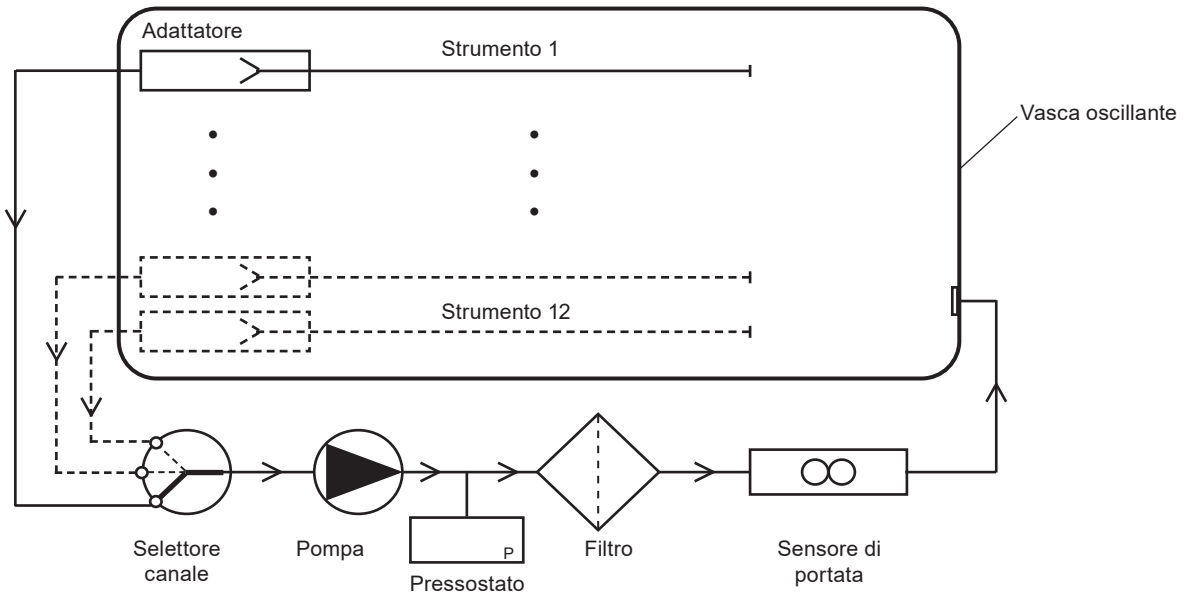 Adattatore
Strumento 1
Vasca oscillante
Strumento 12
Selettore
canale
Pompa
P
Pressostato
Filtro
Sensore di
portata